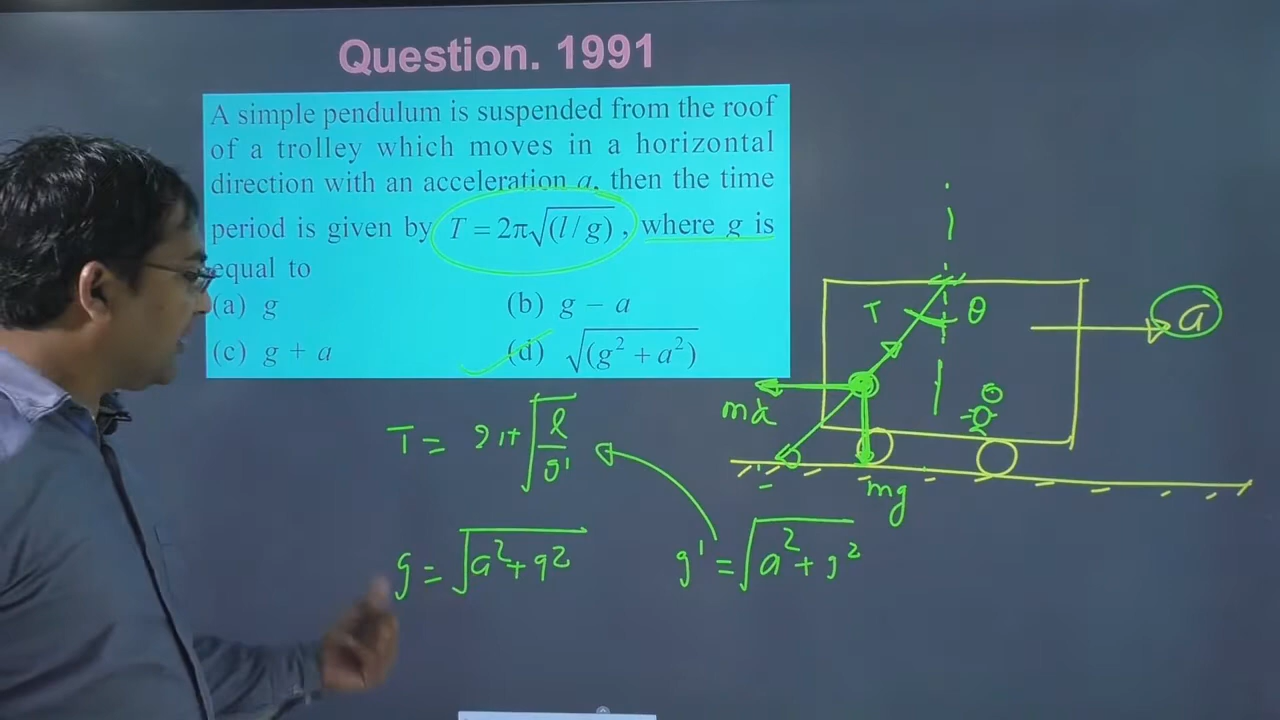 Question. 1991
A simple pendulum is suspended from the roof
of a trolley which moves in a horizontal
direction with an acceleration a, then the time
period is given by T = 2π√(l/g) , where g is
equal to
(a) g
(b) g − a
(c) g + a
(d) √(g² + a²)
T θ
a
ma
mg
T = 2π √(l/g')
g = √(a² + g²)
g' = √(a² + g²)